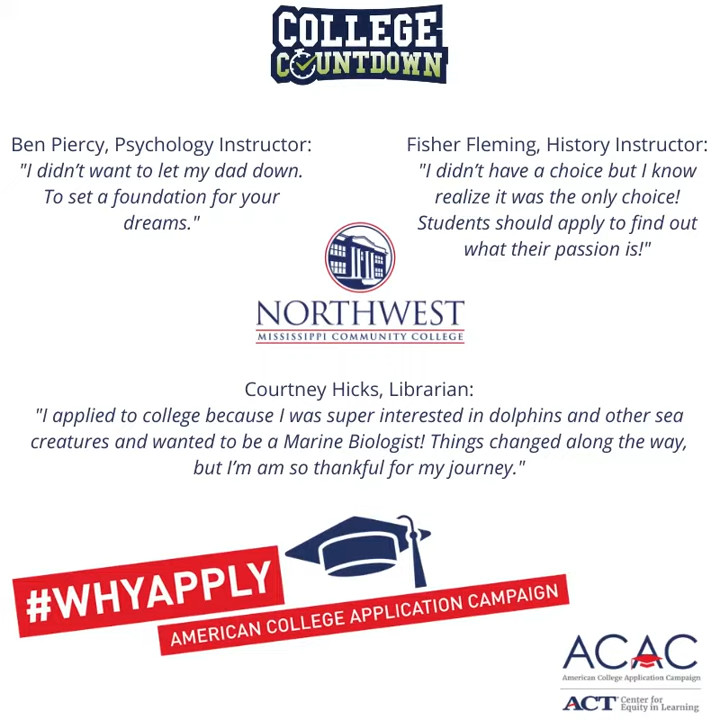 COLLEGE
COUNTDOWN
Ben Piercy, Psychology Instructor:
"I didn't want to let my dad down.
To set a foundation for your
dreams."
Fisher Fleming, History Instructor:
"I didn't have a choice but I know
realize it was the only choice!
Students should apply to find out
what their passion is!"
NORTHWEST
MISSISSIPPI COMMUNITY COLLEGE
Courtney Hicks, Librarian:
"I applied to college because I was super interested in dolphins and other sea
creatures and wanted to be a Marine Biologist! Things changed along the way,
but I'm am so thankful for my journey."
#WHYAPPLY
AMERICAN COLLEGE APPLICATION CAMPAIGN
ACAC
American College Application Campaign
ACT Center for
Equity in Learning